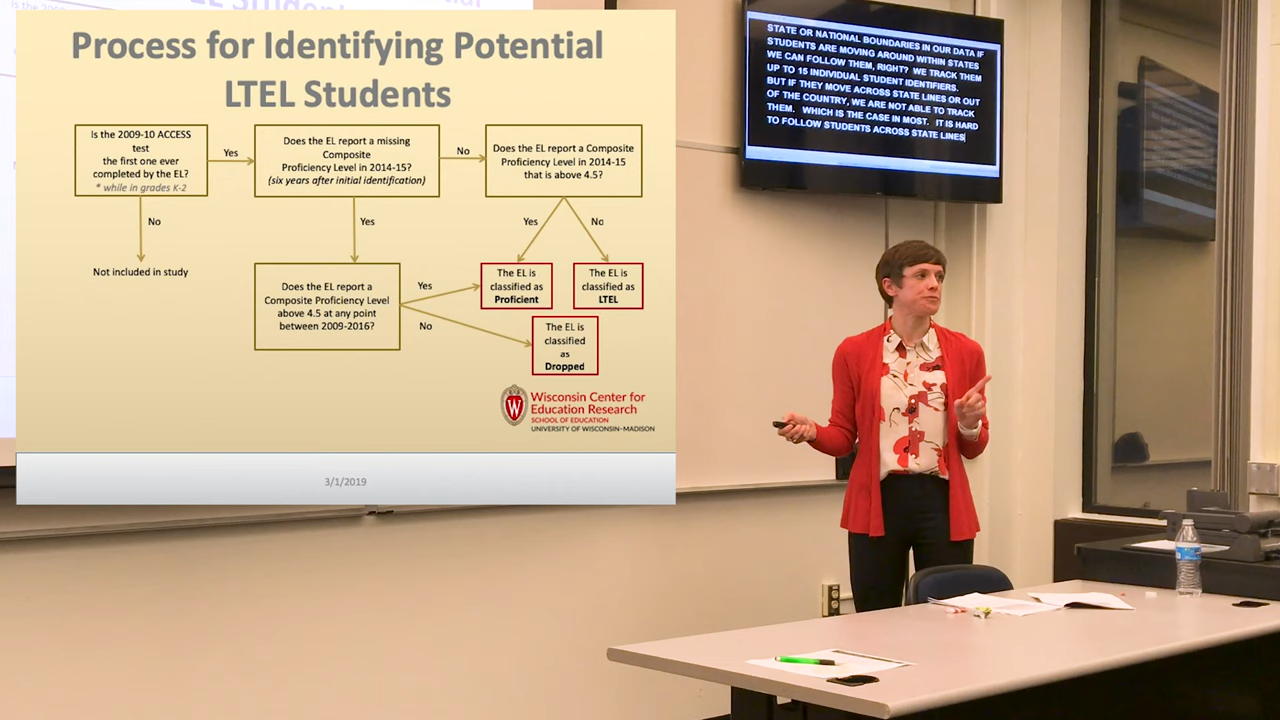 Process for Identifying Potential
LTEL Students
Is the 2009-10 ACCESS
test
the first one ever
completed by the EL?
* while in grades K-2
Yes
Does the EL report a missing
Composite
Proficiency Level in 2014-15?
(six years after initial identification)
No
Does the EL report a Composite
Proficiency Level in 2014-15
that is above 4.5?
No
Yes
Yes
No
Not included in study
Does the EL report a
Composite Proficiency Level
above 4.5 at any point
between 2009-2016?
Yes
No
The EL is
classified as
Proficient
The EL is
classified as
LTEL
The EL is
classified
as
Dropped
W
Wisconsin Center for
Education Research
SCHOOL OF EDUCATION
UNIVERSITY OF WISCONSIN–MADISON
3/1/2019
STATE OR NATIONAL BOUNDARIES IN OUR DATA IF
STUDENTS ARE MOVING AROUND WITHIN STATES
WE CAN FOLLOW THEM, RIGHT? WE TRACK THEM
UP TO 15 INDIVIDUAL STUDENT IDENTIFIERS.
BUT IF THEY MOVE ACROSS STATE LINES OR OUT
OF THE COUNTRY, WE ARE NOT ABLE TO TRACK
THEM. WHICH IS THE CASE IN MOST. IT IS HARD
TO FOLLOW STUDENTS ACROSS STATE LINES